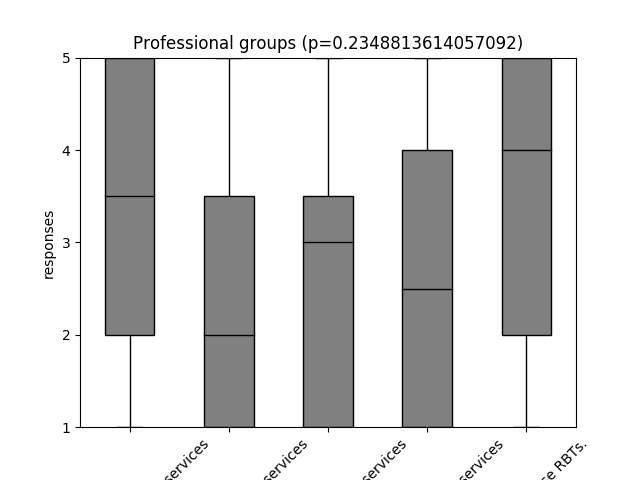 Professional groups (p=0.2348813614057092)
5
4
3
2
1
responses
services
services
services
services
RBTs.